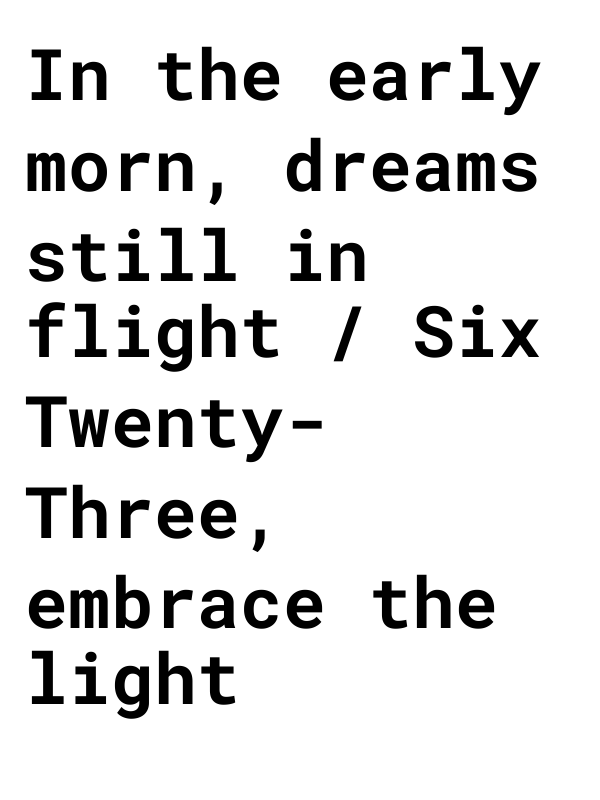 In the early
morn, dreams
still in
flight / Six
Twenty-
Three,
embrace the
light